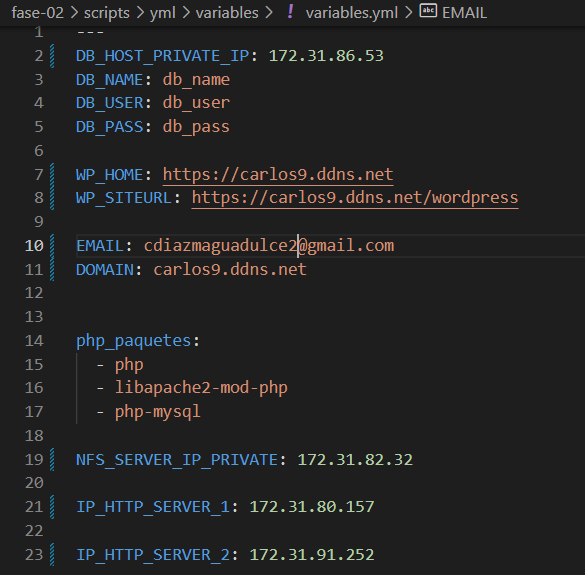 fase-02 > scripts > yml > variables > ! variables.yml > abc EMAIL
1 ---
2 DB_HOST_PRIVATE_IP: 172.31.86.53
3 DB_NAME: db_name
4 DB_USER: db_user
5 DB_PASS: db_pass
6
7 WP_HOME: https://carlos9.ddns.net
8 WP_SITEURL: https://carlos9.ddns.net/wordpress
9
10 EMAIL: cdiazmaguadulce2@gmail.com
11 DOMAIN: carlos9.ddns.net
12
13
14 php_paquetes:
15 - php
16 - libapache2-mod-php
17 - php-mysql
18
19 NFS_SERVER_IP_PRIVATE: 172.31.82.32
20
21 IP_HTTP_SERVER_1: 172.31.80.157
22
23 IP_HTTP_SERVER_2: 172.31.91.252